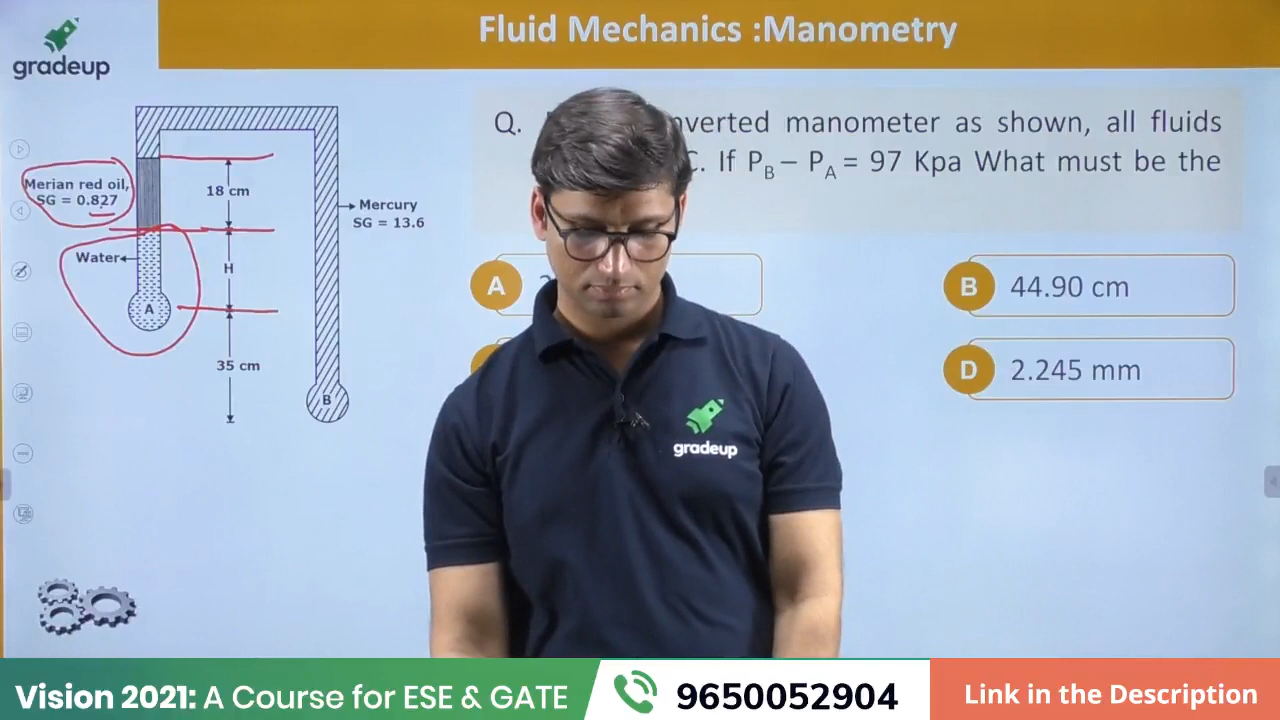 Fluid Mechanics :Manometry
gradeup
Q. nverted manometer as shown, all fluids
C. If PB – PA = 97 Kpa What must be the
Merian red oil,
SG = 0.827
18 cm
Mercury
SG = 13.6
Water
H
A
35 cm
B
A
B 44.90 cm
D 2.245 mm
gradeup
Vision 2021: A Course for ESE & GATE
9650052904
Link in the Description